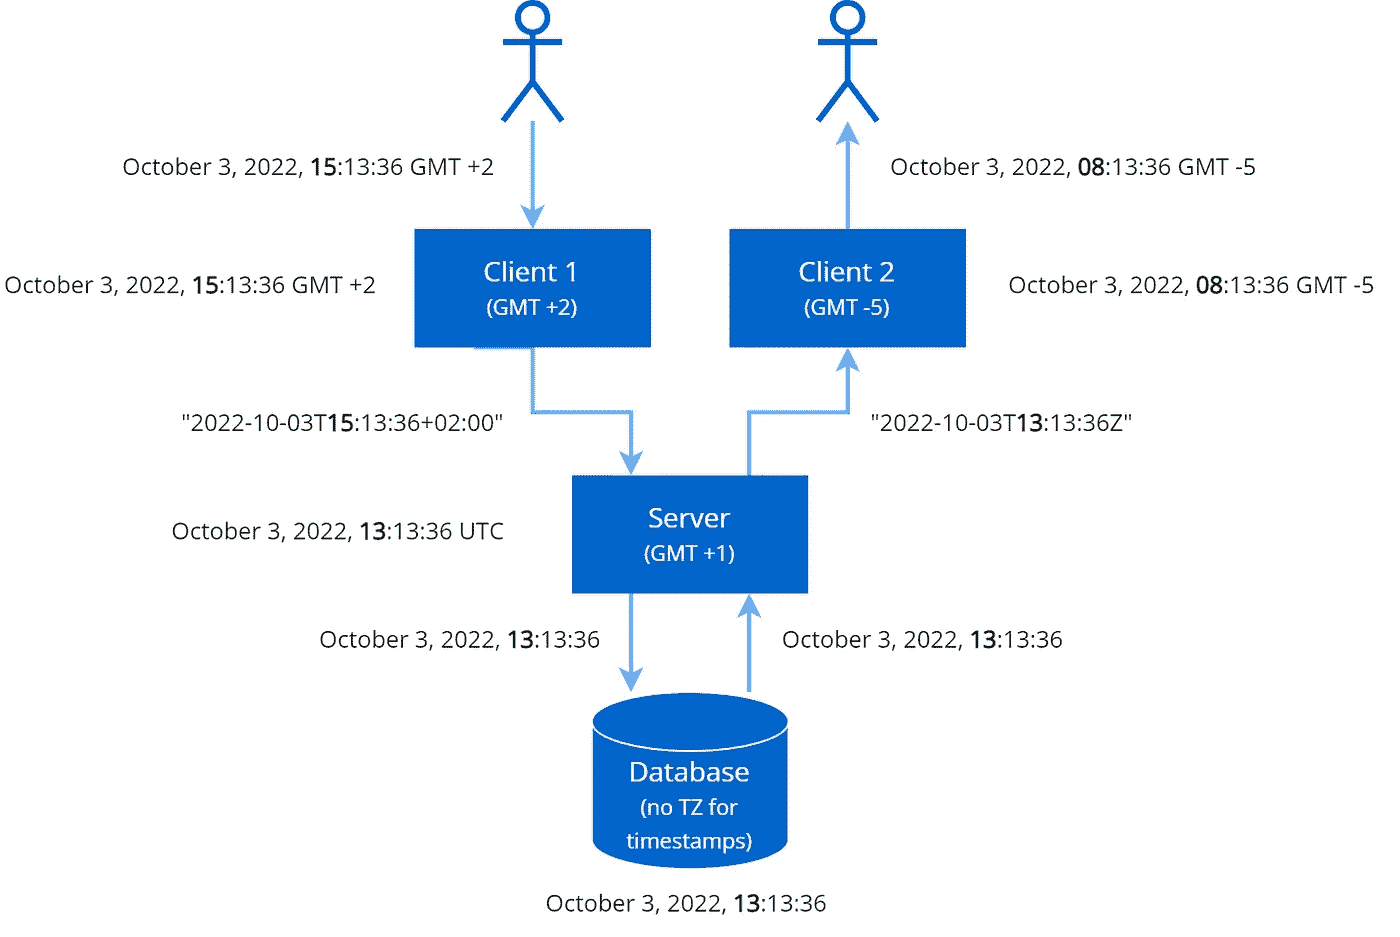 October 3, 2022, 15:13:36 GMT +2
October 3, 2022, 08:13:36 GMT -5
October 3, 2022, 15:13:36 GMT +2
Client 1
(GMT +2)
Client 2
(GMT -5)
October 3, 2022, 08:13:36 GMT -5
"2022-10-03T15:13:36+02:00"
"2022-10-03T13:13:36Z"
October 3, 2022, 13:13:36 UTC
Server
(GMT +1)
October 3, 2022, 13:13:36
October 3, 2022, 13:13:36
Database
(no TZ for
timestamps)
October 3, 2022, 13:13:36